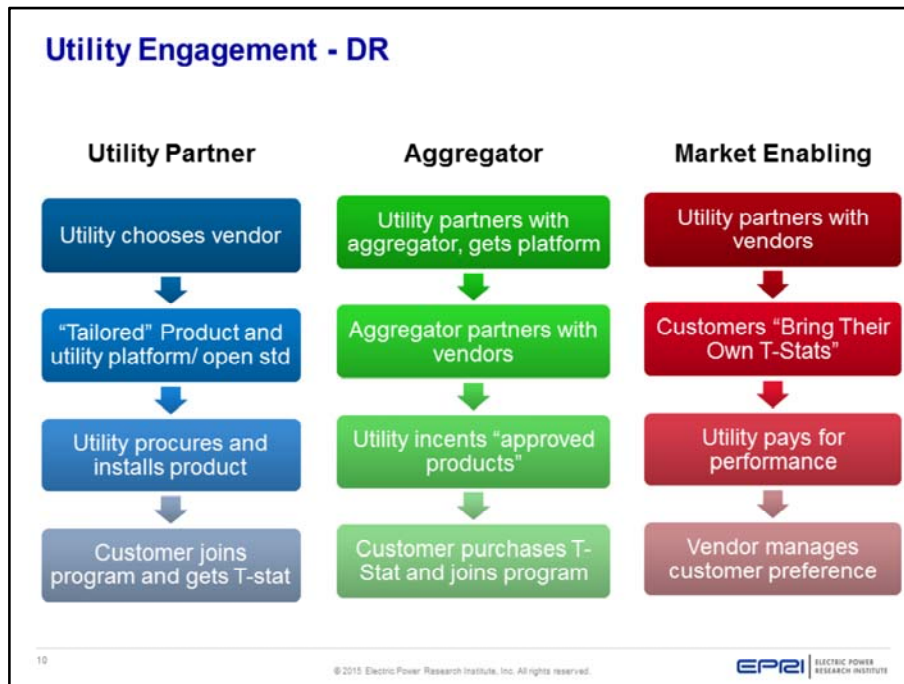 Utility Engagement - DR
Utility Partner
Utility chooses vendor
“Tailored” Product and
utility platform/ open std
Utility procures and
installs product
Customer joins
program and gets T-stat
Aggregator
Utility partners with
aggregator, gets platform
Aggregator partners with
vendors
Utility incents “approved
products”
Customer purchases T-
Stat and joins program
Market Enabling
Utility partners with
vendors
Customers “Bring Their
Own T-Stats”
Utility pays for
performance
Vendor manages
customer preference
10
© 2015 Electric Power Research Institute, Inc. All rights reserved.
EPRI
ELECTRIC POWER
RESEARCH INSTITUTE